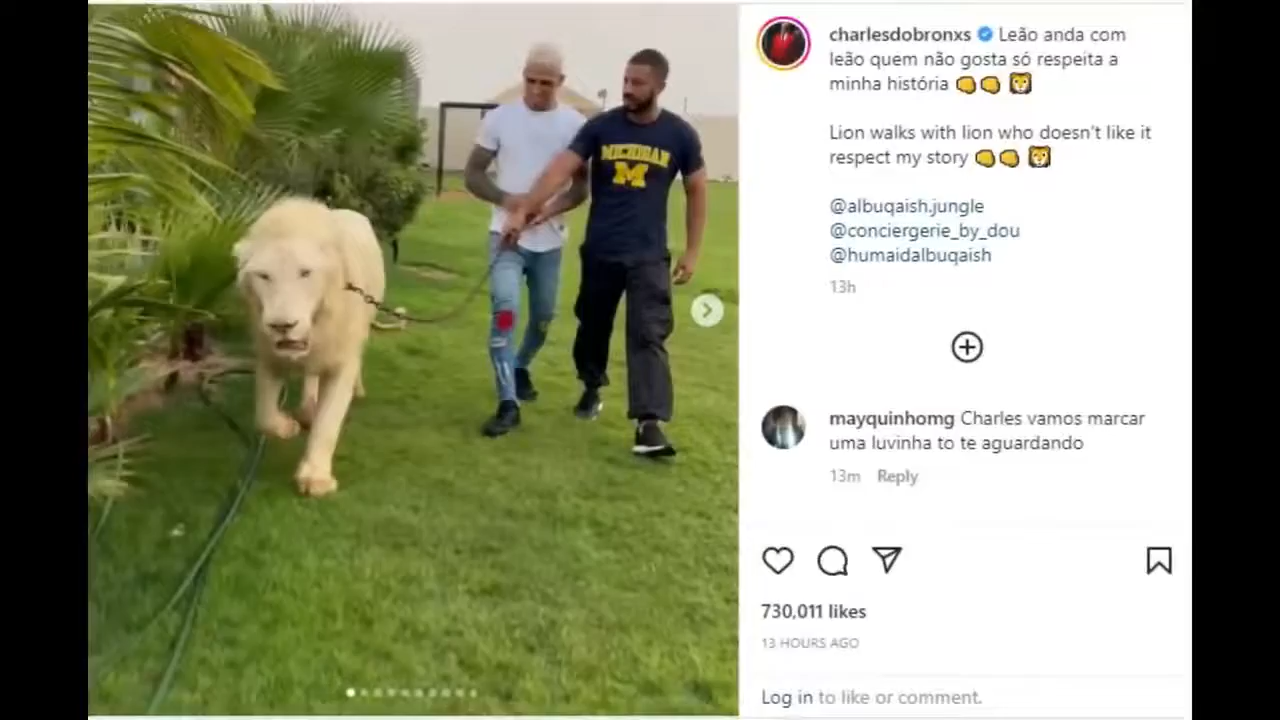 MICHIGAN
M
charlesdobronxs Leão anda com
leão quem não gosta só respeita a
minha história 👊👊 🦁
Lion walks with lion who doesn't like it
respect my story 👊👊 🦁
@albuqaish.jungle
@conciergerie_by_dou
@humaidalbuqaish
13h
mayquinhomg Charles vamos marcar
uma luvinha to te aguardando
13m Reply
730,011 likes
13 HOURS AGO
Log in to like or comment.